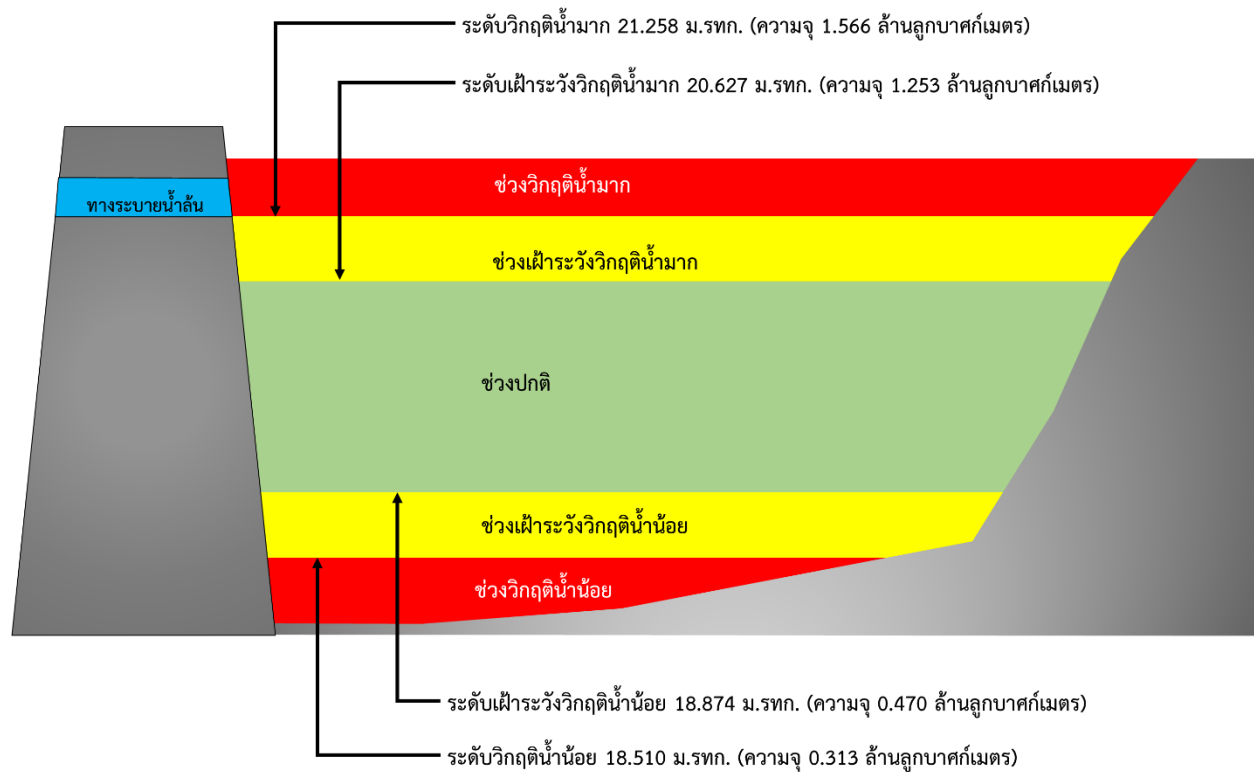 ระดับวิกฤติน้ำมาก 21.258 ม.รทก. (ความจุ 1.566 ล้านลูกบาศก์เมตร)
ระดับเฝ้าระวังวิกฤติน้ำมาก 20.627 ม.รทก. (ความจุ 1.253 ล้านลูกบาศก์เมตร)
ช่วงวิกฤติน้ำมาก
ทางระบายน้ำล้น
ช่วงเฝ้าระวังวิกฤติน้ำมาก
ช่วงปกติ
ช่วงเฝ้าระวังวิกฤติน้ำน้อย
ช่วงวิกฤติน้ำน้อย
ระดับเฝ้าระวังวิกฤติน้ำน้อย 18.874 ม.รทก. (ความจุ 0.470 ล้านลูกบาศก์เมตร)
ระดับวิกฤติน้ำน้อย 18.510 ม.รทก. (ความจุ 0.313 ล้านลูกบาศก์เมตร)